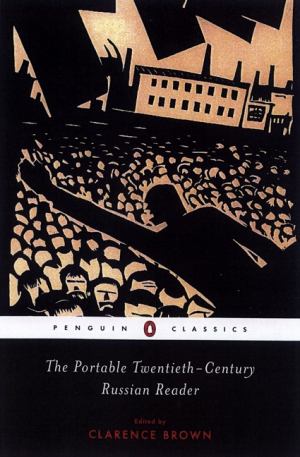 PENGUIN CLASSICS
The Portable Twentieth-Century
Russian Reader
Edited by
CLARENCE BROWN